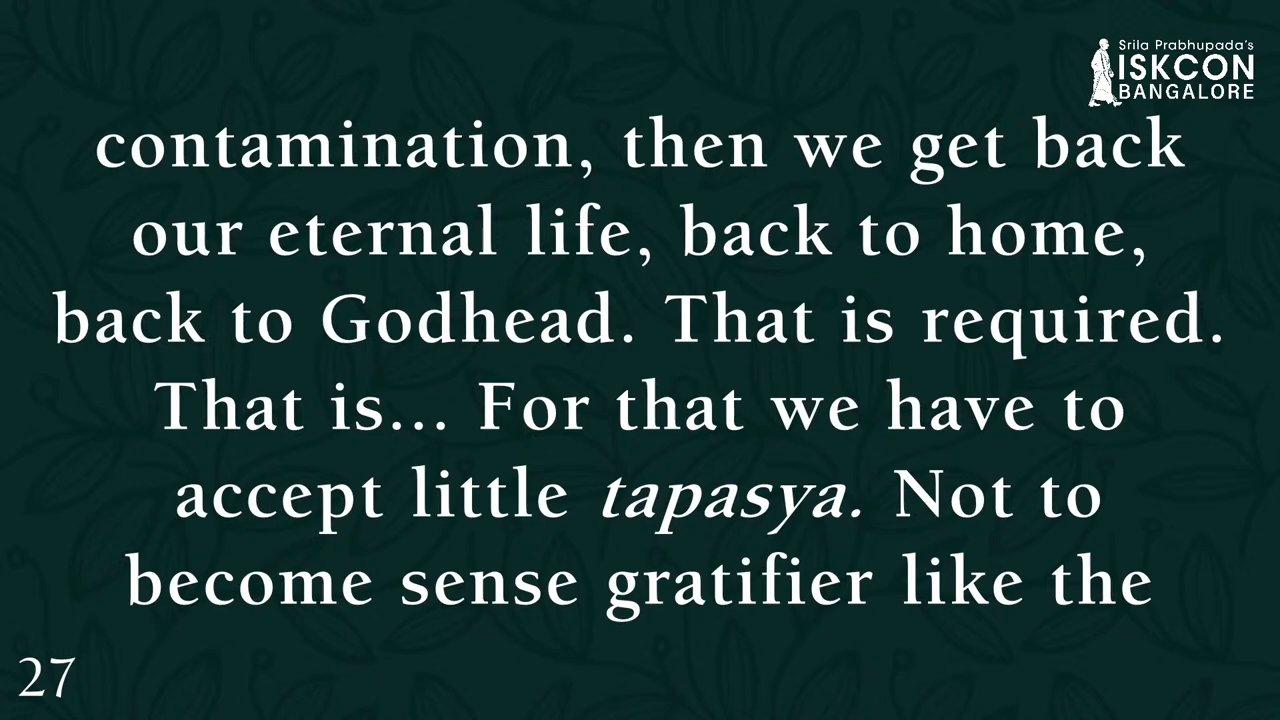 Srila Prabhupada's
ISKCON
BANGALORE
contamination, then we get back
our eternal life, back to home,
back to Godhead. That is required.
That is... For that we have to
accept little tapasya. Not to
become sense gratifier like the
27